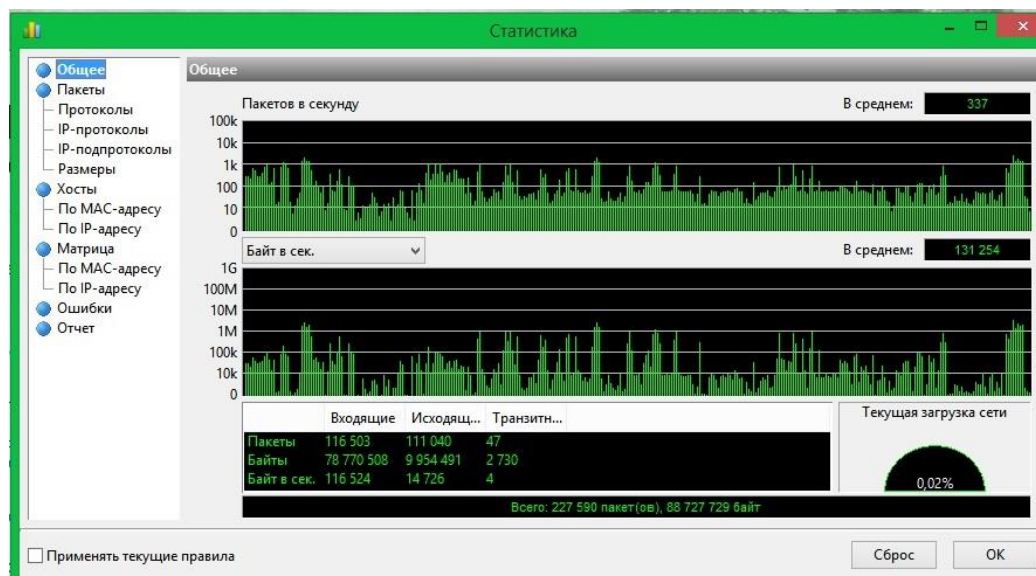 Статистика
Общее
Пакеты
Протоколы
IP-протоколы
IP-подпротоколы
Размеры
Хосты
По MAC-адресу
По IP-адресу
Матрица
По MAC-адресу
По IP-адресу
Ошибки
Отчет
Общее
Пакетов в секунду
В среднем: 337
100k
10k
1k
100
10
0
Байт в сек.
В среднем: 131 254
1G
100M
10M
1M
100k
10k
0
Входящие Исходящ... Транзитн...
Пакеты 116 503 111 040 47
Байты 78 770 508 9 954 491 2 730
Байт в сек. 116 524 14 726 4
Текущая загрузка сети
0,02%
Всего: 227 590 пакет(ов), 88 727 729 байт
Применять текущие правила
Сброс
OK